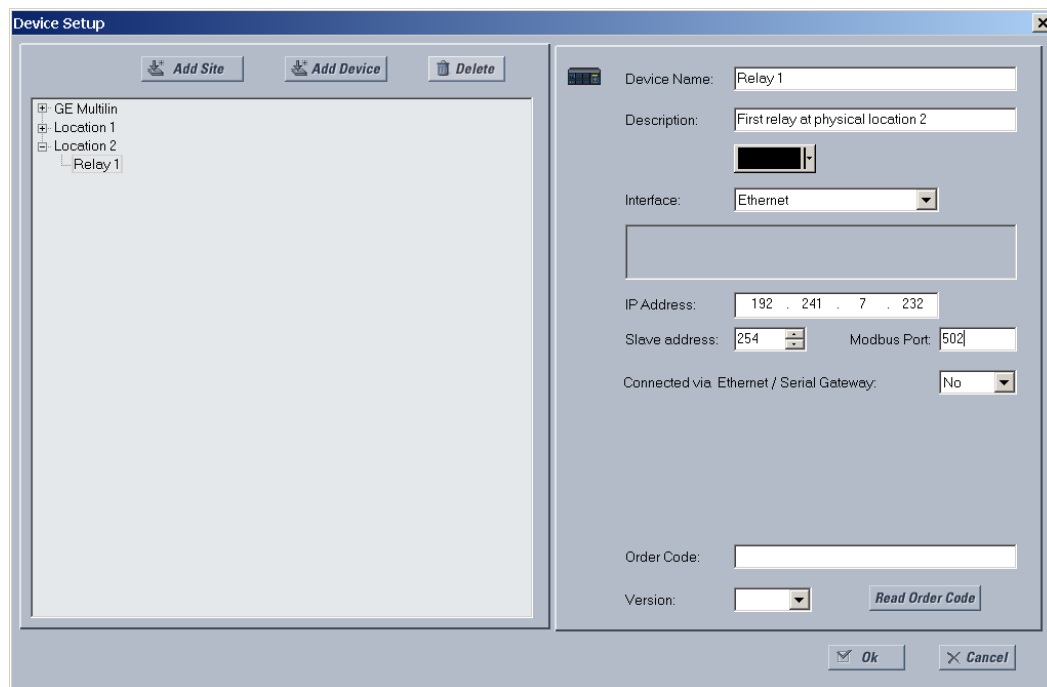 Device Setup
Add Site
Add Device
Delete
GE Multilin
Location 1
Location 2
Relay 1
Device Name: Relay 1
Description: First relay at physical location 2
Interface: Ethernet
IP Address: 192 . 241 . 7 . 232
Slave address: 254 Modbus Port: 502
Connected via Ethernet / Serial Gateway: No
Order Code:
Version:
Read Order Code
Ok
Cancel